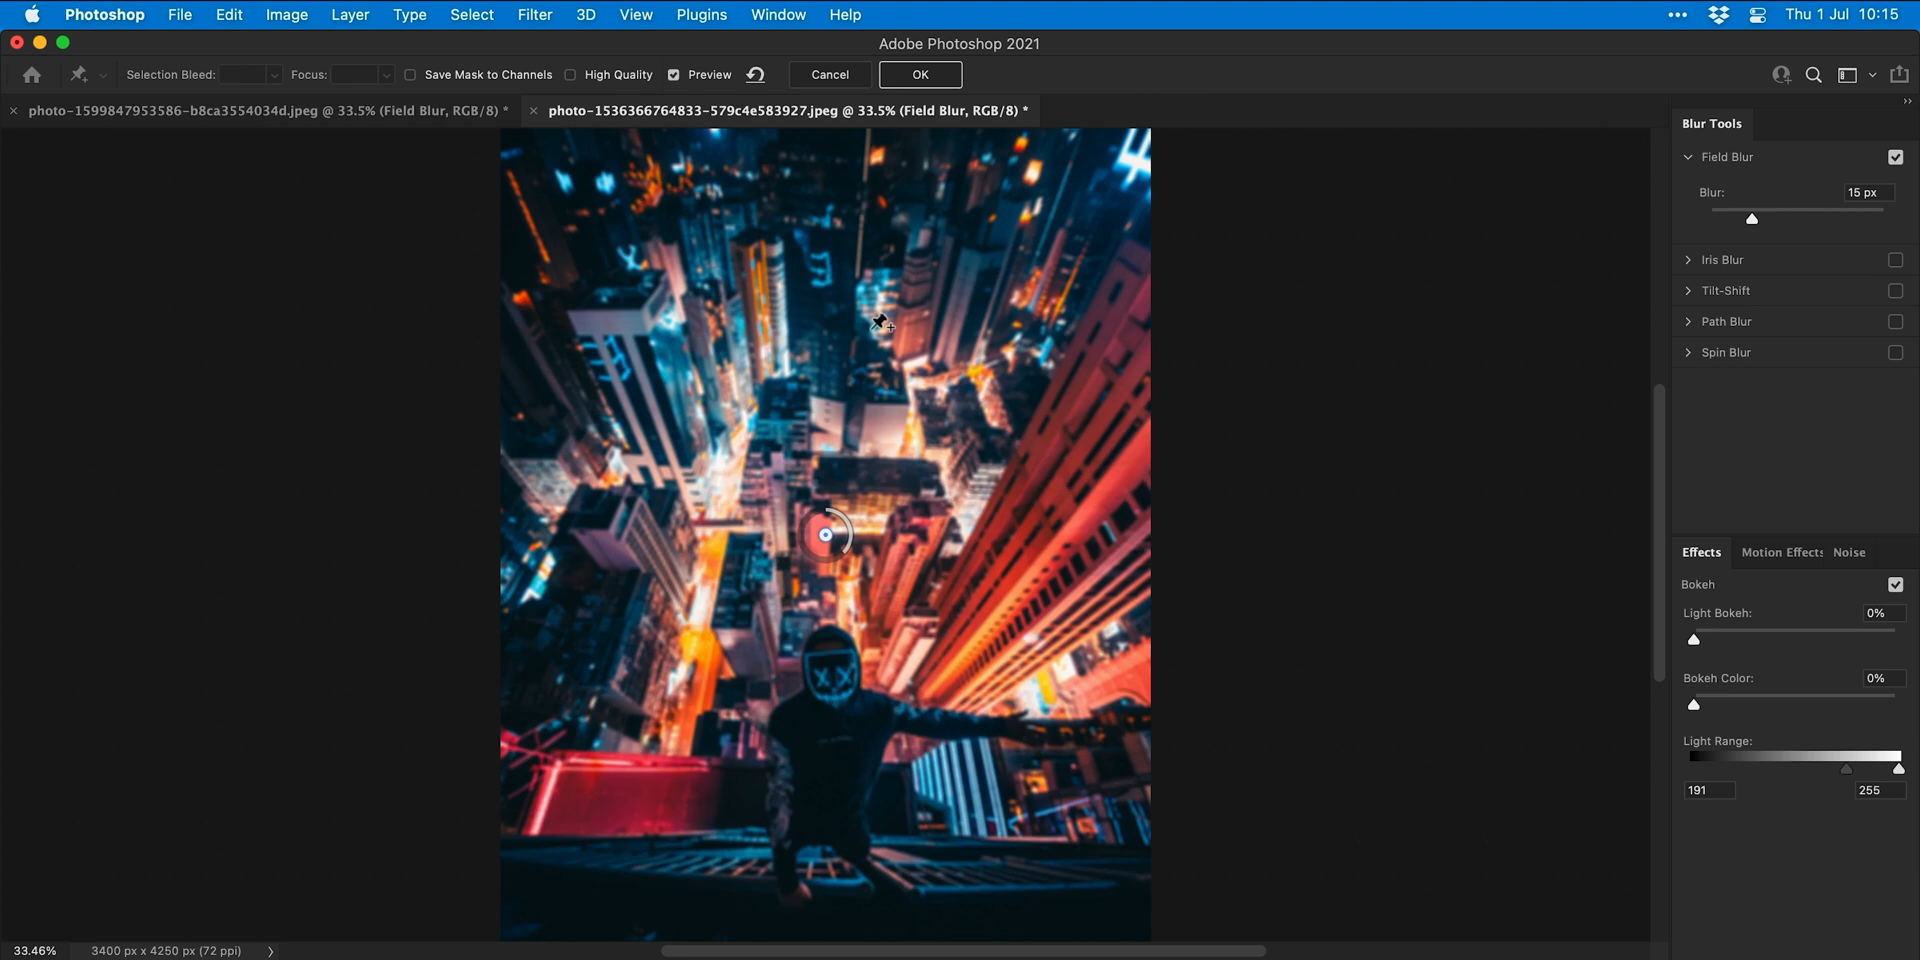 Photoshop File Edit Image Layer Type Select Filter 3D View Plugins Window Help Thu 1 Jul 10:15
Adobe Photoshop 2021
Selection Bleed: Focus: Save Mask to Channels High Quality Preview Cancel OK
photo-1599847953586-b8ca3554034d.jpeg @ 33.5% (Field Blur, RGB/8) *
photo-1536366764833-579c4e583927.jpeg @ 33.5% (Field Blur, RGB/8) *
Blur Tools
Field Blur
Blur: 15 px
Iris Blur
Tilt-Shift
Path Blur
Spin Blur
Effects Motion Effects Noise
Bokeh
Light Bokeh: 0%
Bokeh Color: 0%
Light Range:
191 255
33.46% 3400 px x 4250 px (72 ppi)